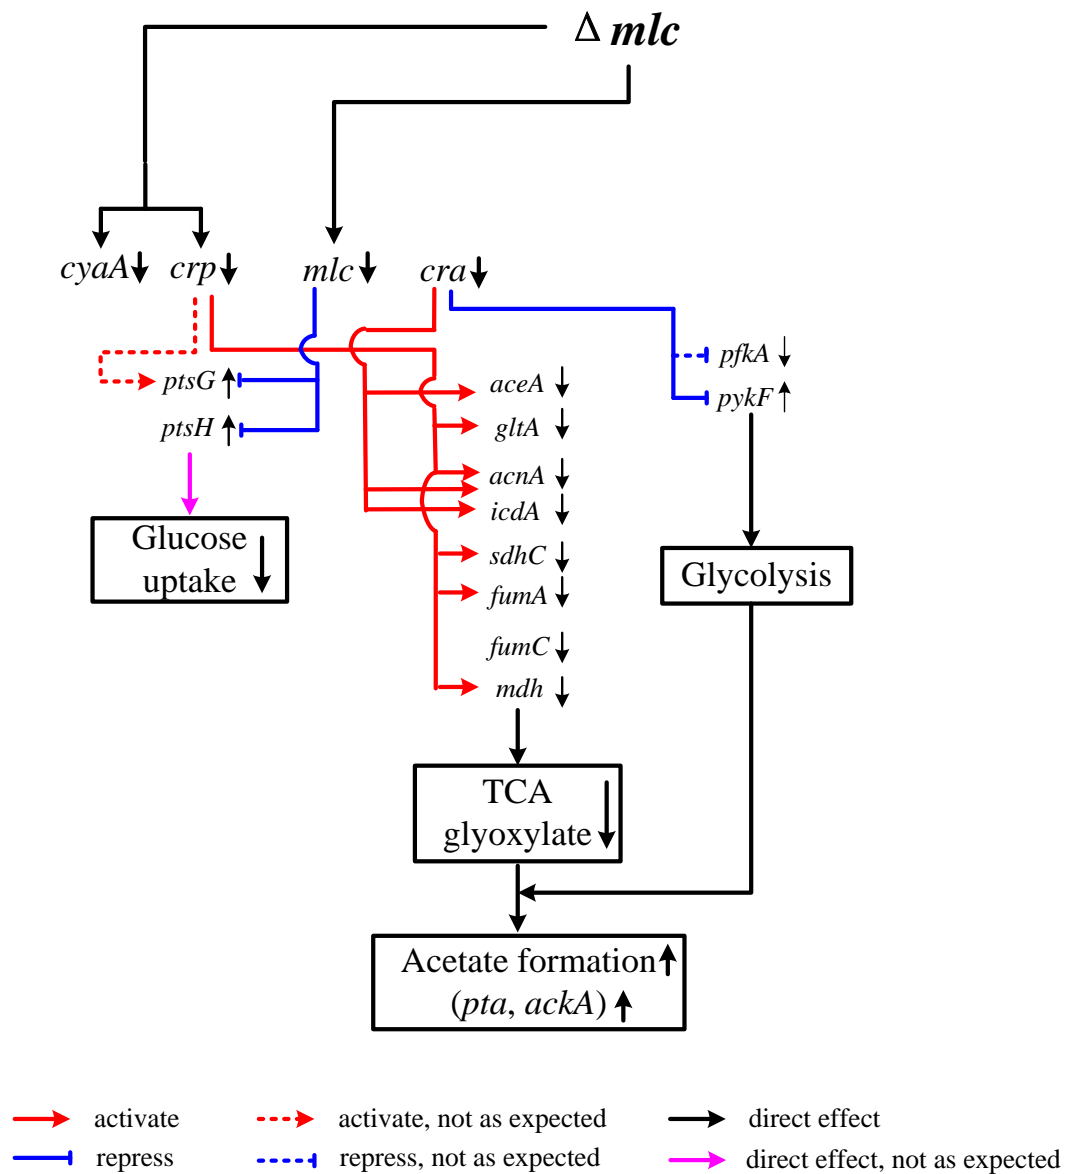 Δ mlc
cyaA crp mlc cra
ptsG
ptsH
Glucose
uptake
aceA
gltA
acnA
icdA
sdhC
fumA
fumC
mdh
pfkA
pykF
Glycolysis
TCA
glyoxylate
Acetate formation
(pta, ackA)
activate activate, not as expected direct effect
repress repress, not as expected direct effect, not as expected